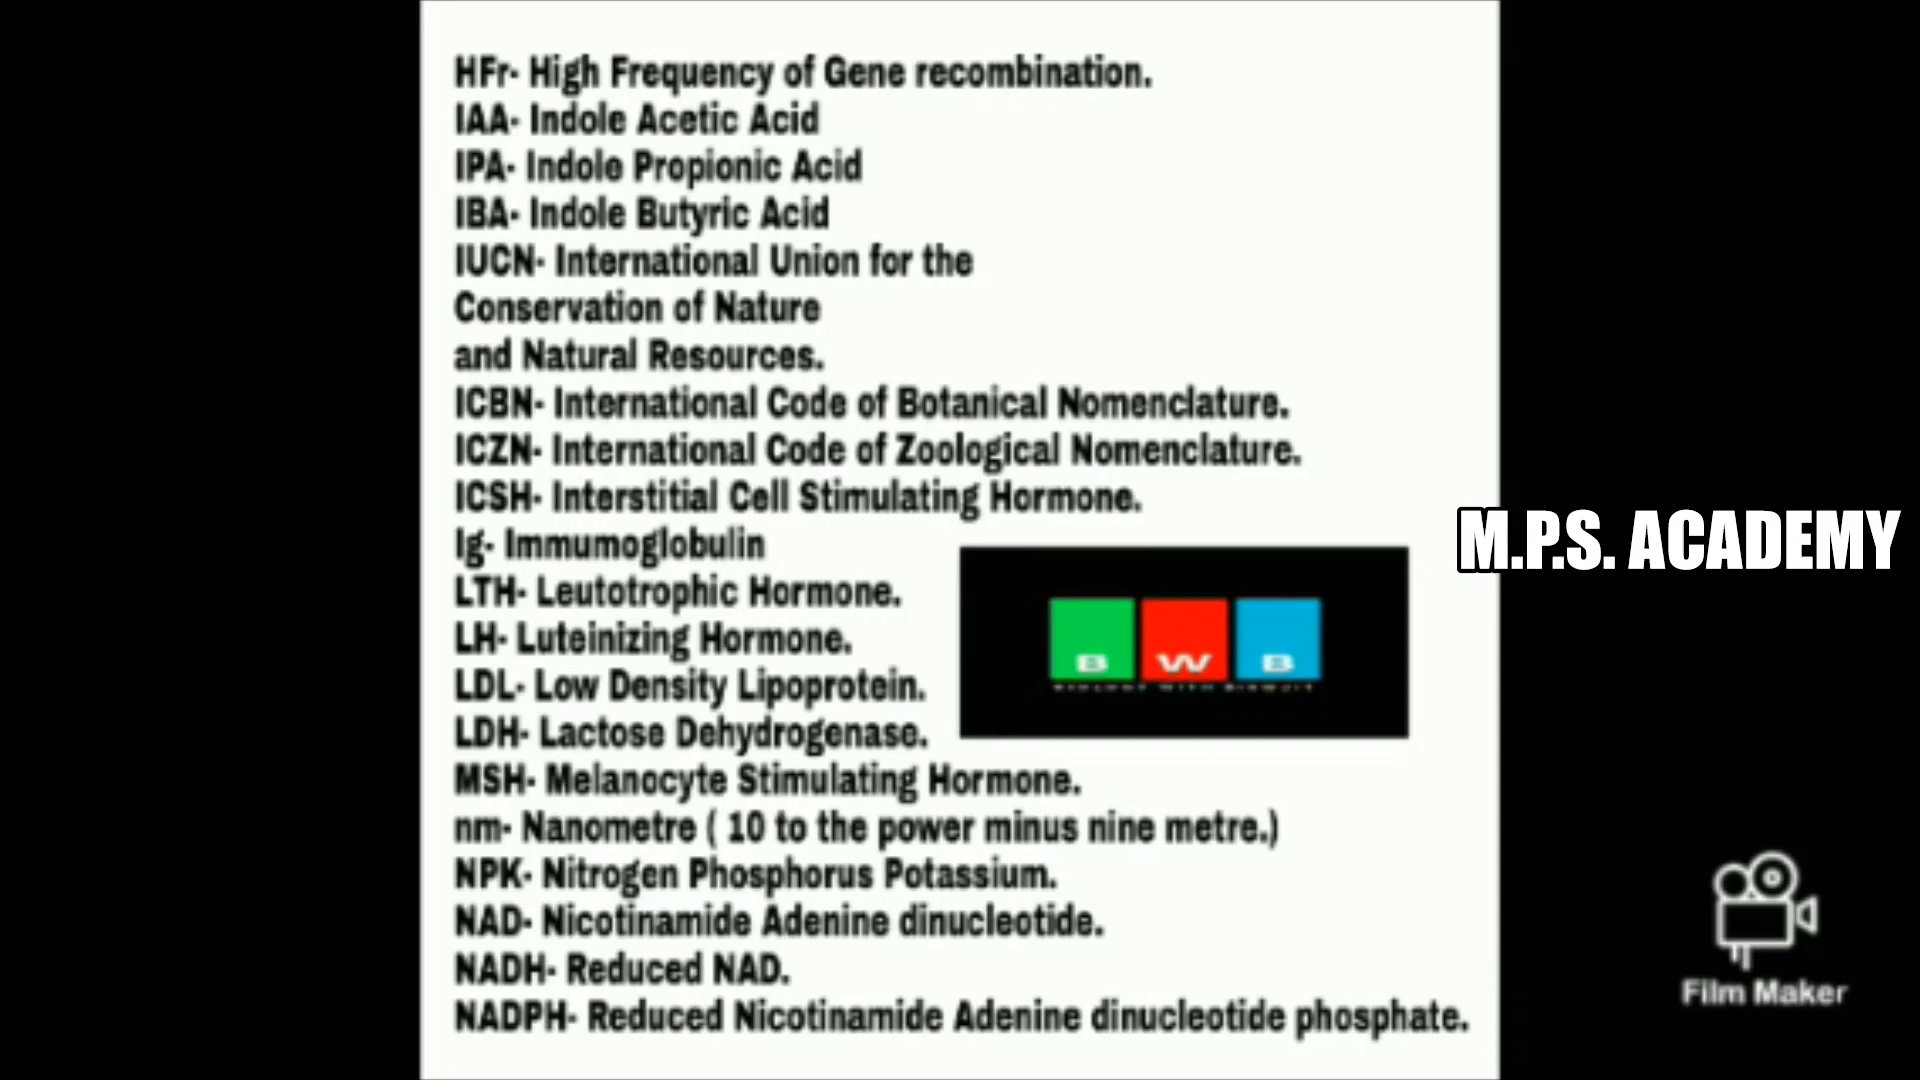 HFr- High Frequency of Gene recombination.
IAA- Indole Acetic Acid
IPA- Indole Propionic Acid
IBA- Indole Butyric Acid
IUCN- International Union for the
Conservation of Nature
and Natural Resources.
ICBN- International Code of Botanical Nomenclature.
ICZN- International Code of Zoological Nomenclature.
ICSH- Interstitial Cell Stimulating Hormone.
Ig- Immumoglobulin
LTH- Leutotrophic Hormone.
LH- Luteinizing Hormone.
LDL- Low Density Lipoprotein.
LDH- Lactose Dehydrogenase.
MSH- Melanocyte Stimulating Hormone.
nm- Nanometre ( 10 to the power minus nine metre.)
NPK- Nitrogen Phosphorus Potassium.
NAD- Nicotinamide Adenine dinucleotide.
NADH- Reduced NAD.
NADPH- Reduced Nicotinamide Adenine dinucleotide phosphate.
B W B
M.P.S. ACADEMY
Film Maker